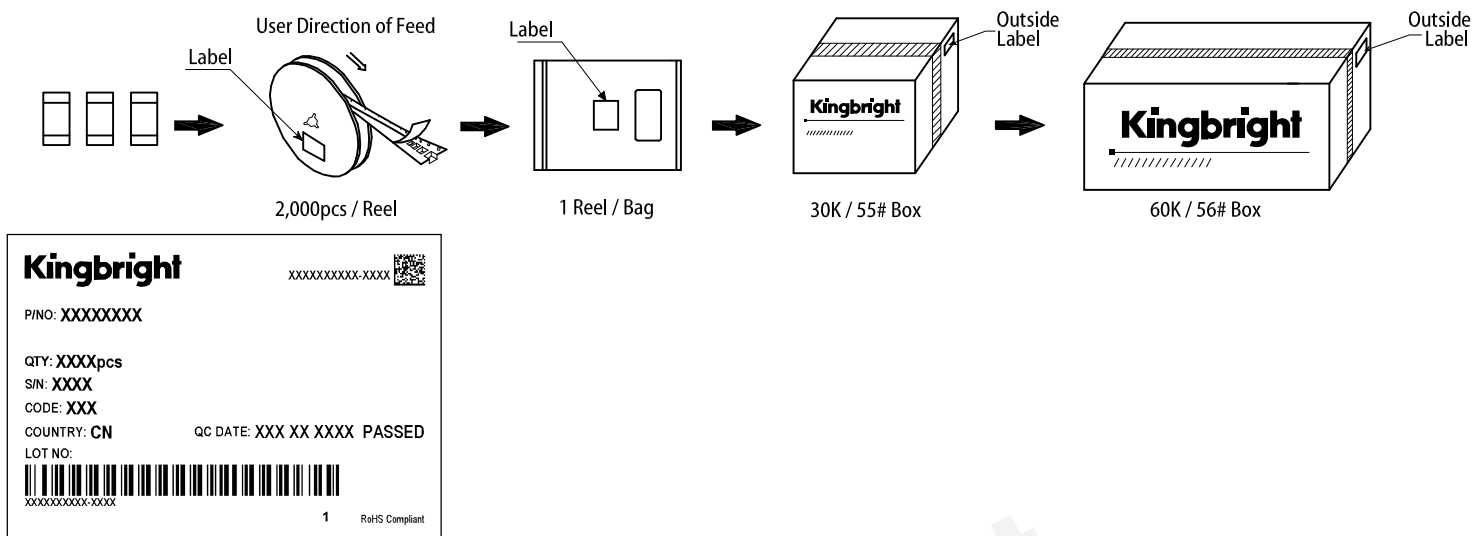 User Direction of Feed
Label
Label
Outside
Label
Outside
Label
Kingbright
Kingbright
2,000pcs / Reel
1 Reel / Bag
30K / 55# Box
60K / 56# Box
Kingbright
XXXXXXXXXX-XXXX
P/NO: XXXXXXXX
QTY: XXXXpcs
S/N: XXXX
CODE: XXX
COUNTRY: CN QC DATE: XXX XX XXXX PASSED
LOT NO:
XXXXXXXXXX-XXXX
1 RoHS Compliant